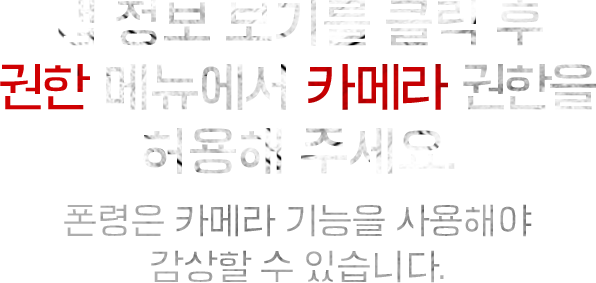 앱 정보 보기를 클릭 후
권한 메뉴에서 카메라 권한을
허용해 주세요.
폰령은 카메라 기능을 사용해야
감상할 수 있습니다.